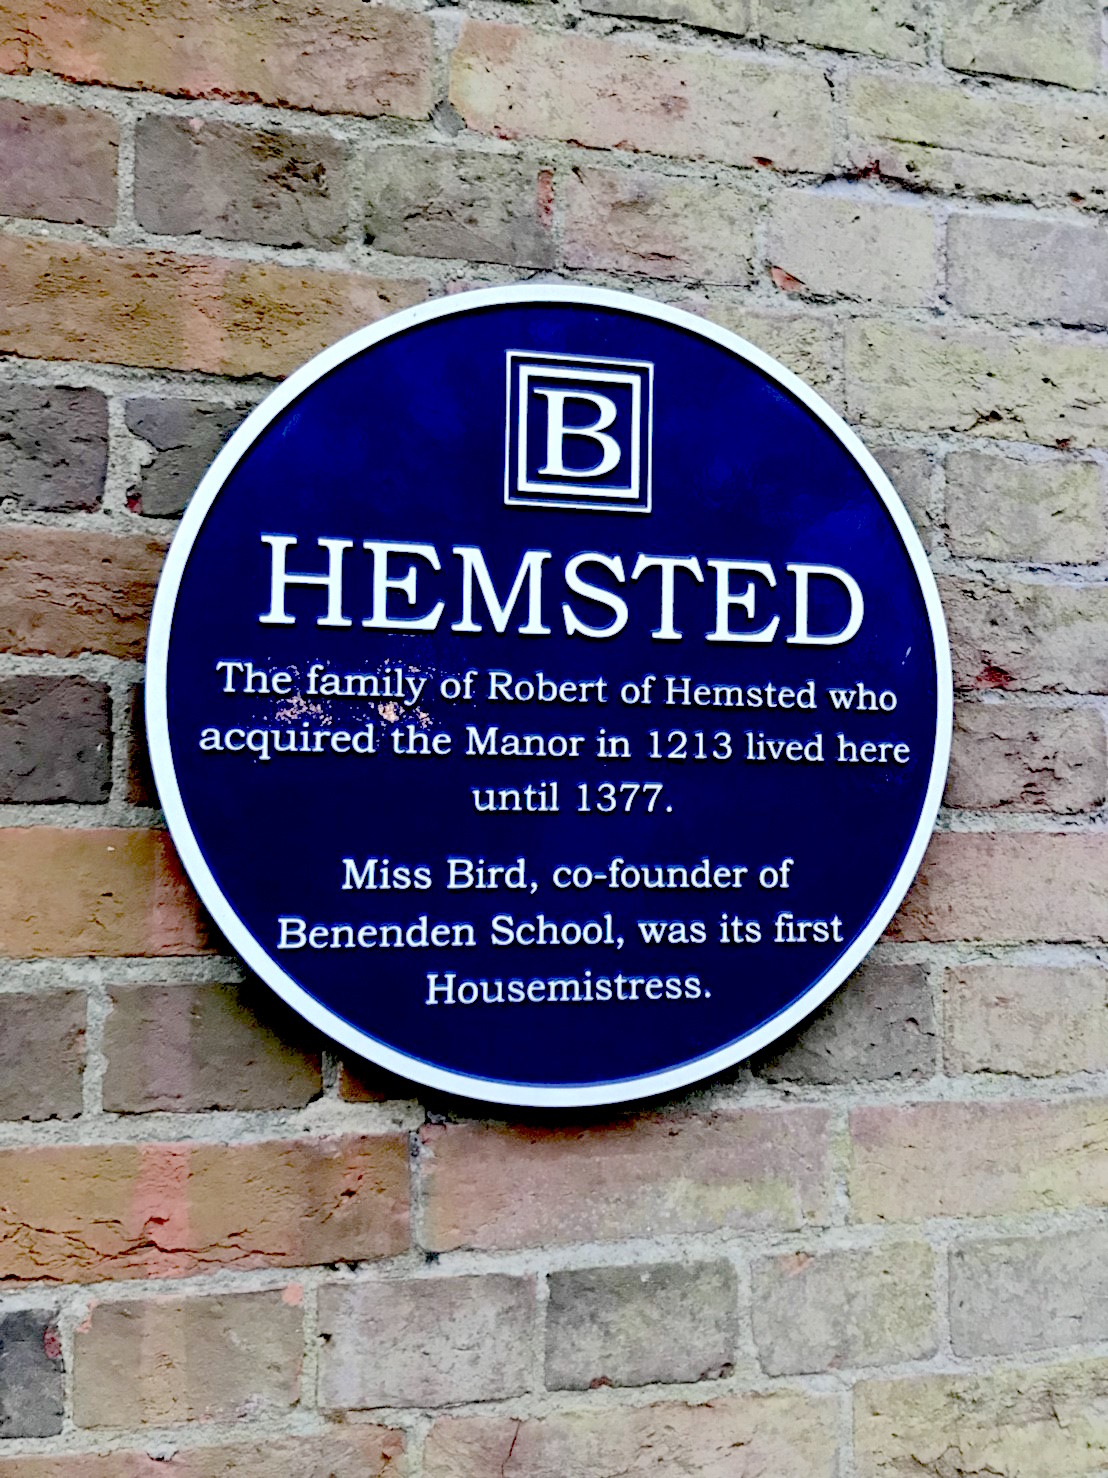 B
HEMSTED
The family of Robert of Hemsted who
acquired the Manor in 1213 lived here
until 1377.
Miss Bird, co-founder of
Benenden School, was its first
Housemistress.